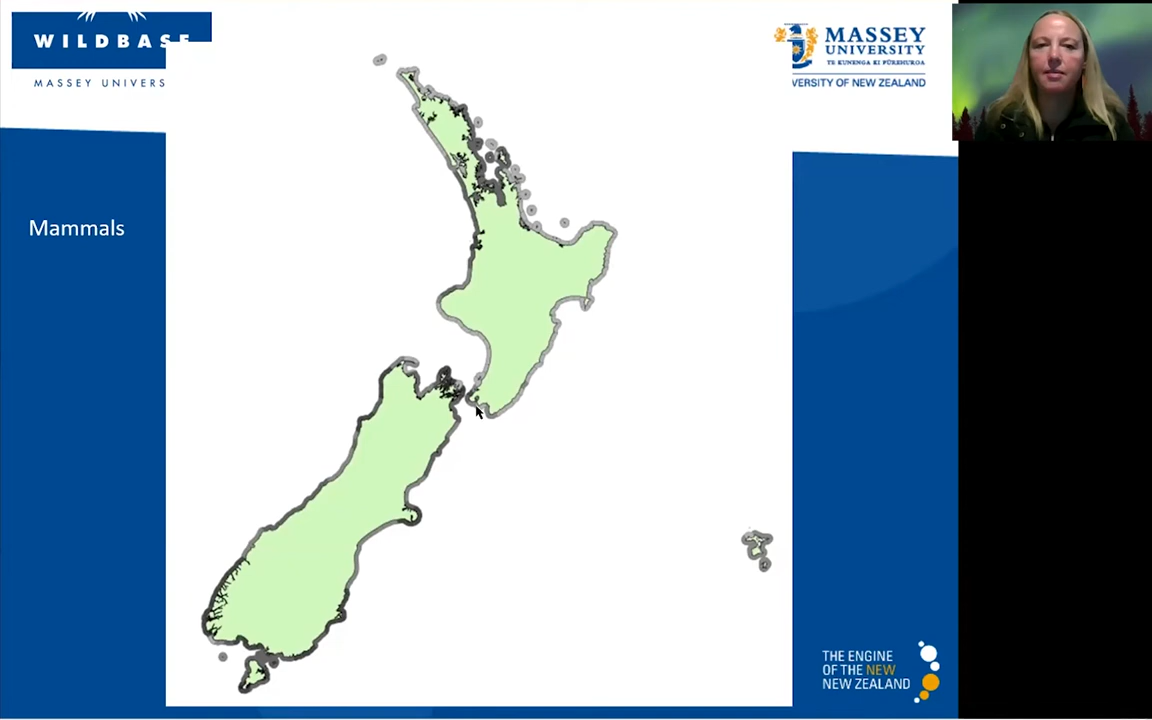 WILDBASE
MASSEY UNIVERS
MASSEY
UNIVERSITY
TE KUNENGA KI PŪREHUROA
VERSITY OF NEW ZEALAND
Mammals
THE ENGINE
OF THE NEW
NEW ZEALAND